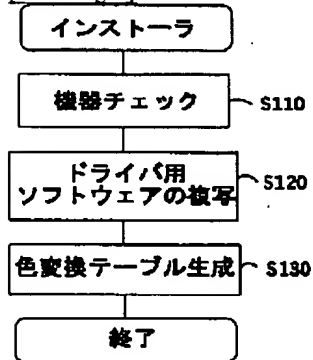 インストーラ
機器チェック
S110
ドライバ用
ソフトウェアの複写
S120
色変換テーブル生成
S130
終了